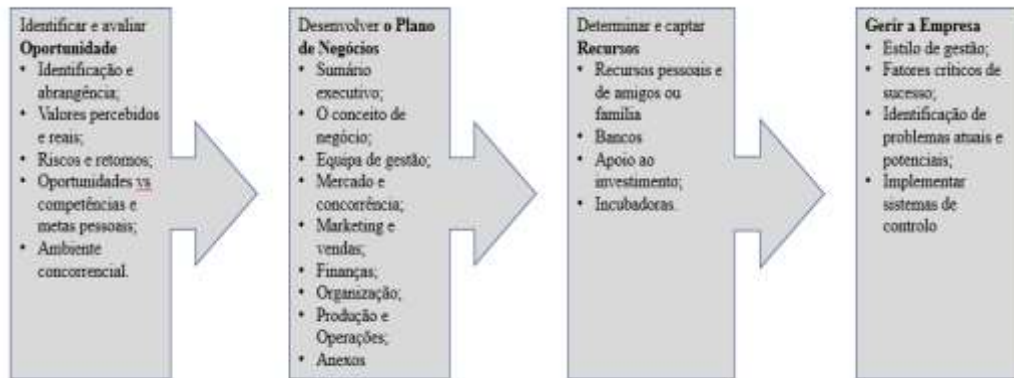 Identificar e avaliar
Oportunidade
• Identificação e
abrangência;
• Valores percebidos
e reais;
• Riscos e retornos;
• Oportunidades vs
competências e
metas pessoais;
• Ambiente
concorrencial.
Desenvolver o Plano
de Negócios
• Sumário
executivo;
• O conceito de
negócio;
• Equipa de gestão;
• Mercado e
concorrência;
• Marketing e
vendas;
• Finanças;
• Organização;
• Produção e
Operações;
• Anexos
Determinar e captar
Recursos
• Recursos pessoais e
de amigos ou
família
• Bancos
• Apoio ao
investimento;
• Incubadoras.
Gerir a Empresa
• Estilo de gestão;
• Fatores críticos de
sucesso;
• Identificação de
problemas atuais e
potenciais;
• Implementar
sistemas de
controlo